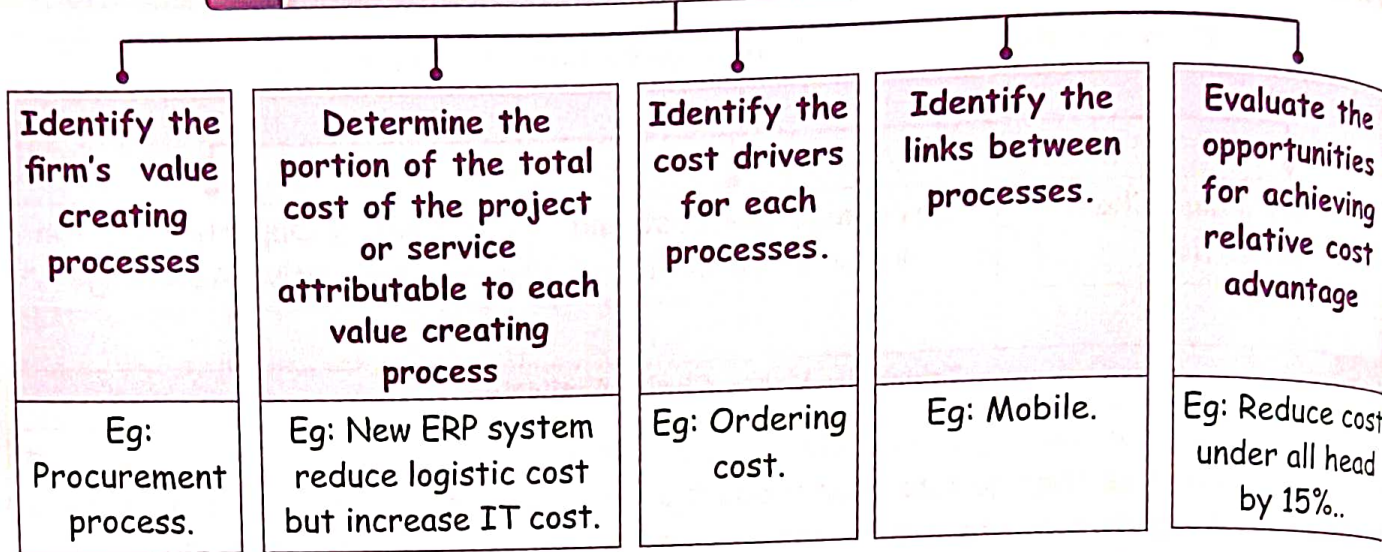 Identify the
firm's value
creating
processes
Eg:
Procurement
process.
Determine the
portion of the total
cost of the project
or service
attributable to each
value creating
process
Eg: New ERP system
reduce logistic cost
but increase IT cost.
Identify the
cost drivers
for each
processes.
Eg: Ordering
cost.
Identify the
links between
processes.
Eg: Mobile.
Evaluate the
opportunities
for achieving
relative cost
advantage
Eg: Reduce cost
under all head
by 15%..